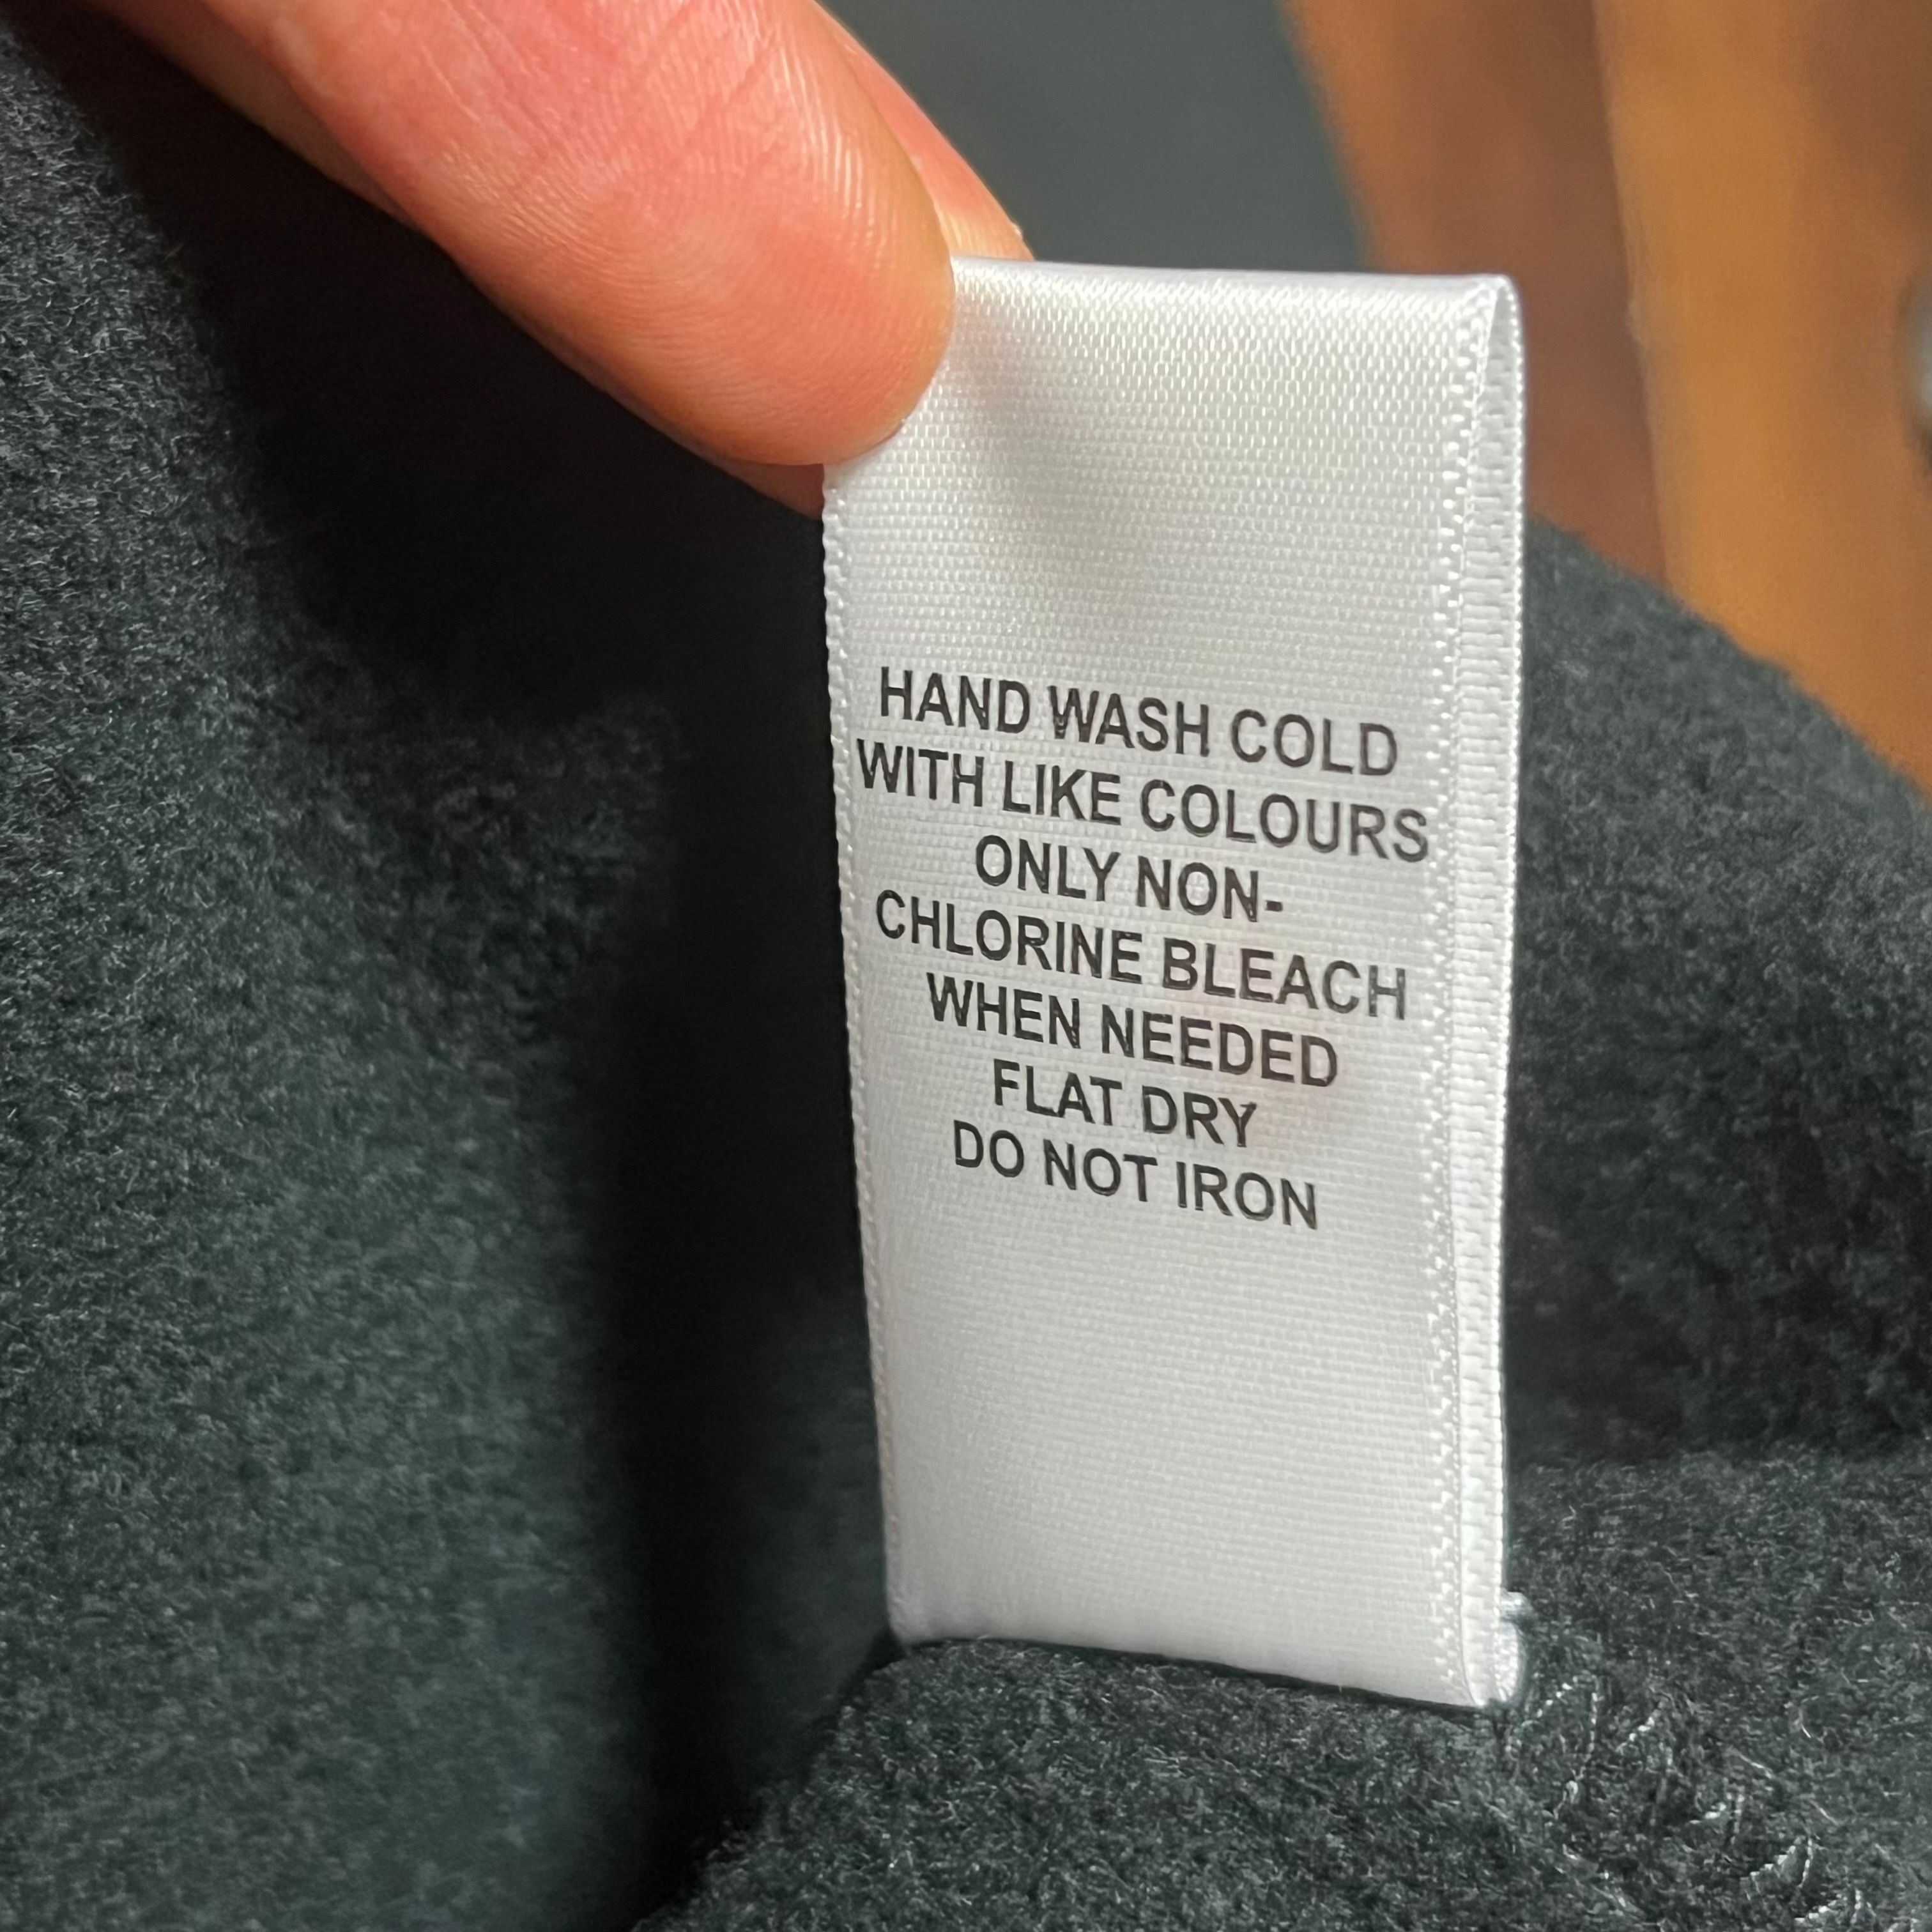 HAND WASH COLD
WITH LIKE COLOURS
ONLY NON-
CHLORINE BLEACH
WHEN NEEDED
FLAT DRY
DO NOT IRON